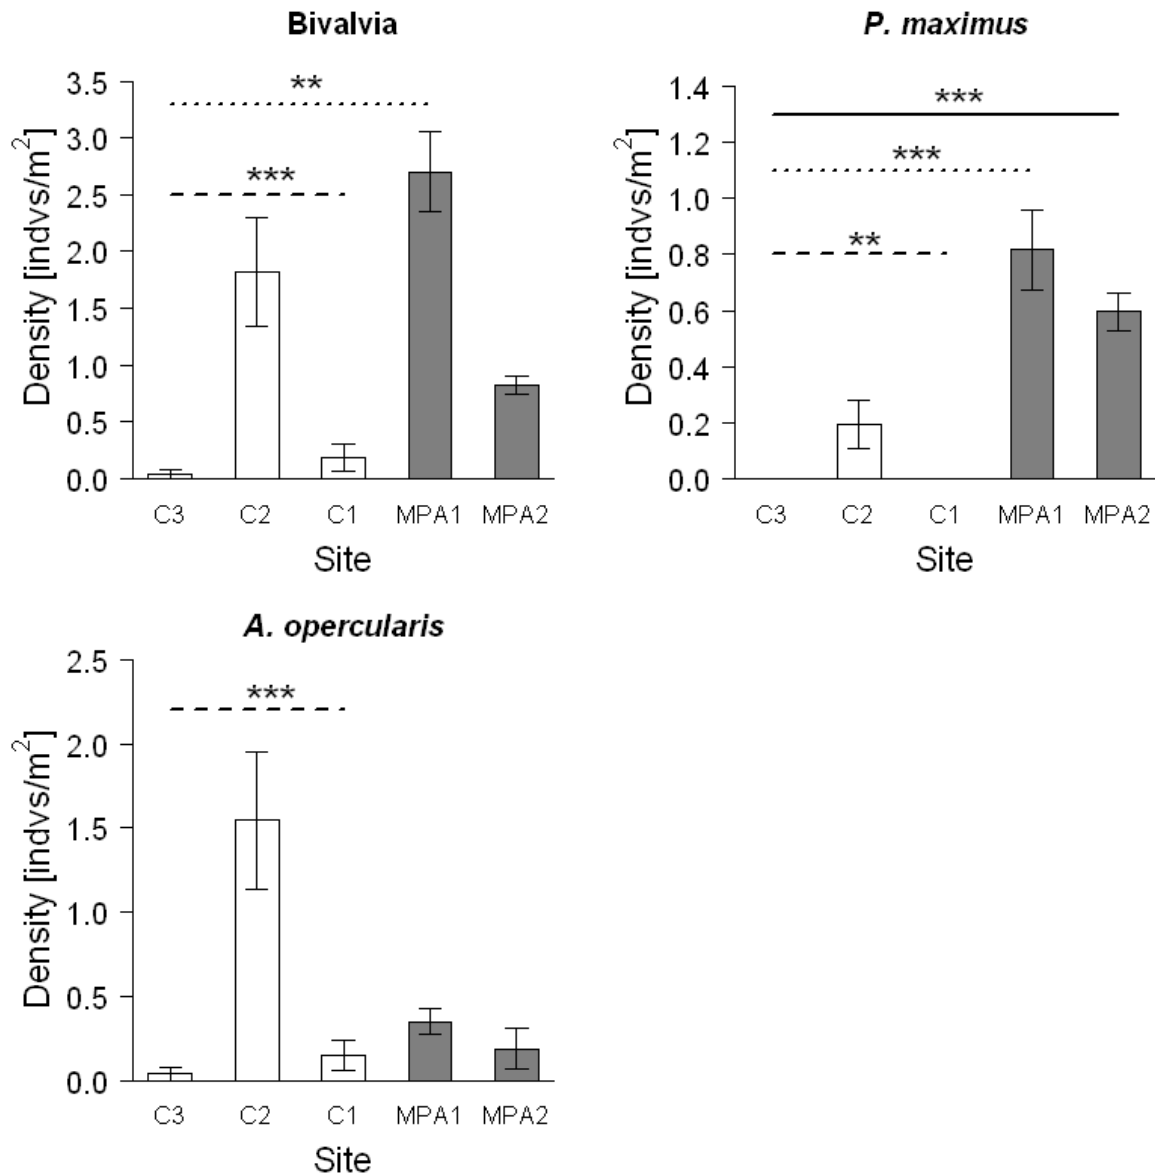 Bivalvia
Density [indvs/m²]
3.5
3.0
2.5
2.0
1.5
1.0
0.5
0.0
**
***
C3 C2 C1 MPA1 MPA2
Site
P. maximus
Density [indvs/m²]
1.4
1.2
1.0
0.8
0.6
0.4
0.2
0.0
***
***
**
C3 C2 C1 MPA1 MPA2
Site
A. opercularis
Density [indvs/m²]
2.5
2.0
1.5
1.0
0.5
0.0
***
C3 C2 C1 MPA1 MPA2
Site